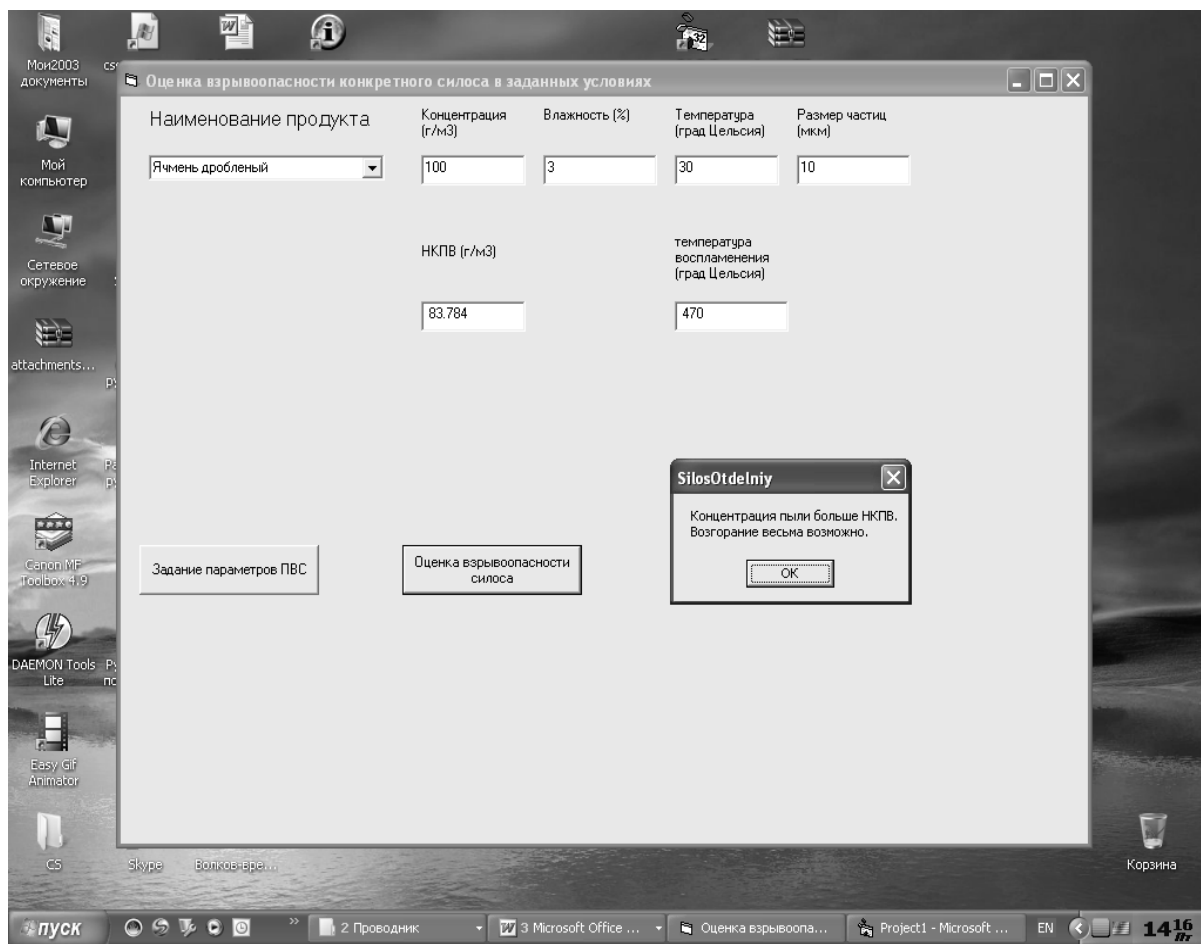 Мои2003
документы
Мой
компьютер
Сетевое
окружение
attachments...
Internet
Explorer
Canon MF
Toolbox 4.9
DAEMON Tools
Lite
Easy Gif
Animator
CS
Skype
Волков-вре...
Корзина
Оценка взрывоопасности конкретного силоса в заданных условиях
Наименование продукта
Концентрация
(г/м3)
Влажность (%)
Температура
(град Цельсия)
Размер частиц
(мкм)
Ячмень дробленый
100
3
30
10
НКПВ (г/м3)
температура
воспламенения
(град Цельсия)
83.784
470
SilosOtdelniy
Концентрация пыли больше НКПВ.
Возгорание весьма возможно.
OK
Задание параметров ПВС
Оценка взрывоопасности
силоса
пуск
2 Проводник
3 Microsoft Office ...
Оценка взрывоопа...
Project1 - Microsoft ...
EN
14 16
Пт